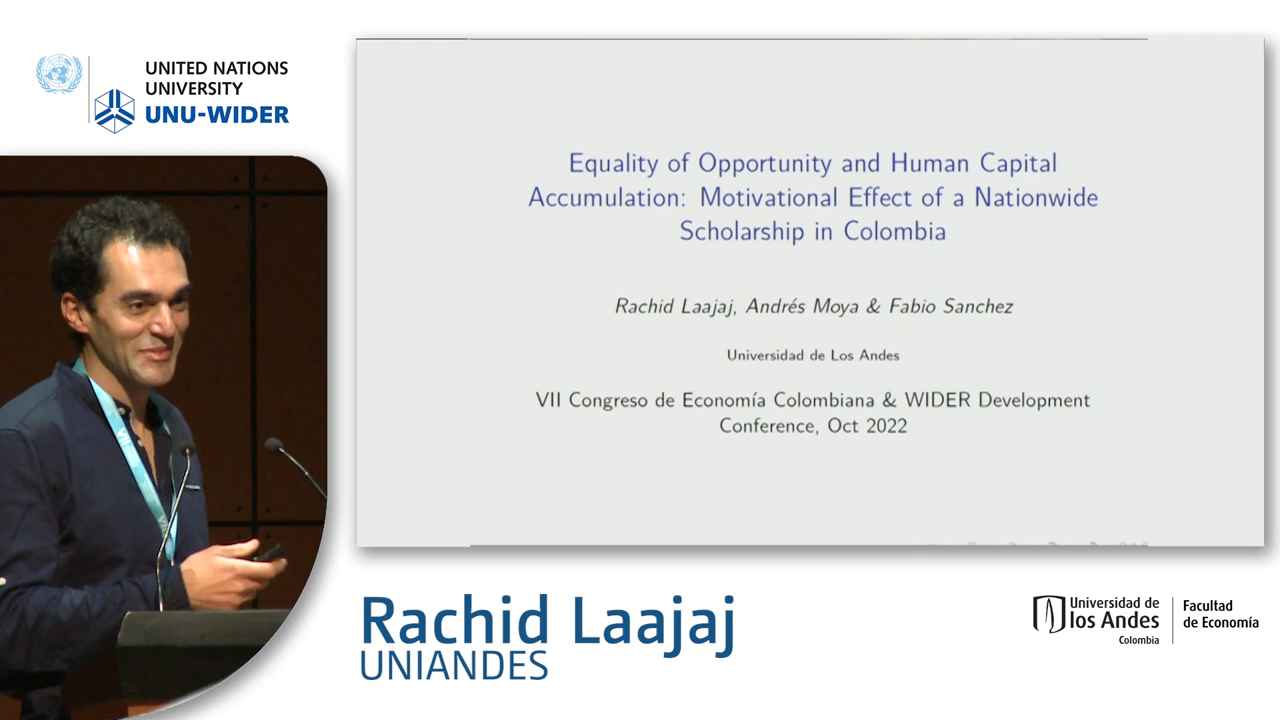 UNITED NATIONS
UNIVERSITY
UNU-WIDER
Equality of Opportunity and Human Capital
Accumulation: Motivational Effect of a Nationwide
Scholarship in Colombia
Rachid Laajaj, Andrés Moya & Fabio Sanchez
Universidad de Los Andes
VII Congreso de Economía Colombiana & WIDER Development
Conference, Oct 2022
Rachid Laajaj
UNIANDES
Universidad de
los Andes
Colombia
Facultad
de Economía